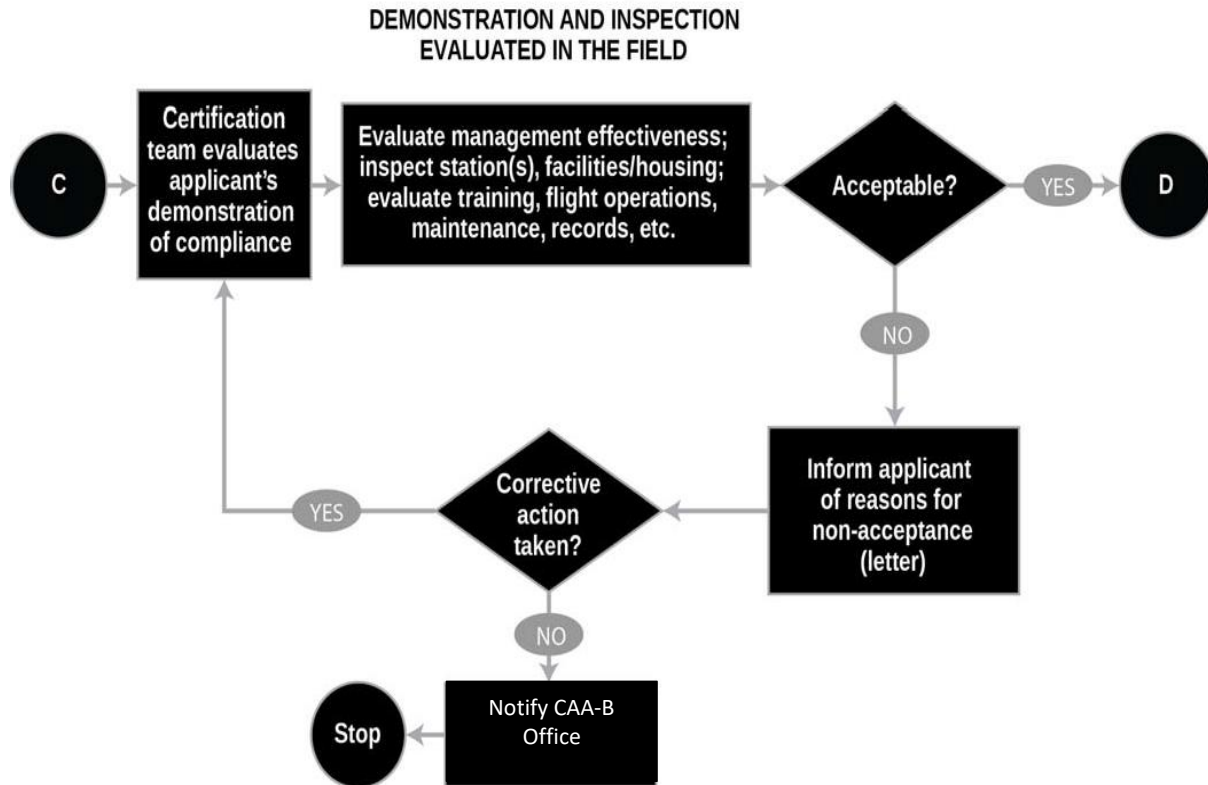 DEMONSTRATION AND INSPECTION
EVALUATED IN THE FIELD
C
Certification
team evaluates
applicant’s
demonstration
of compliance
Evaluate management effectiveness;
inspect station(s), facilities/housing;
evaluate training, flight operations,
maintenance, records, etc.
Acceptable?
YES
D
NO
Inform applicant
of reasons for
non-acceptance
(letter)
Corrective
action
taken?
YES
NO
Notify CAA-B
Office
Stop